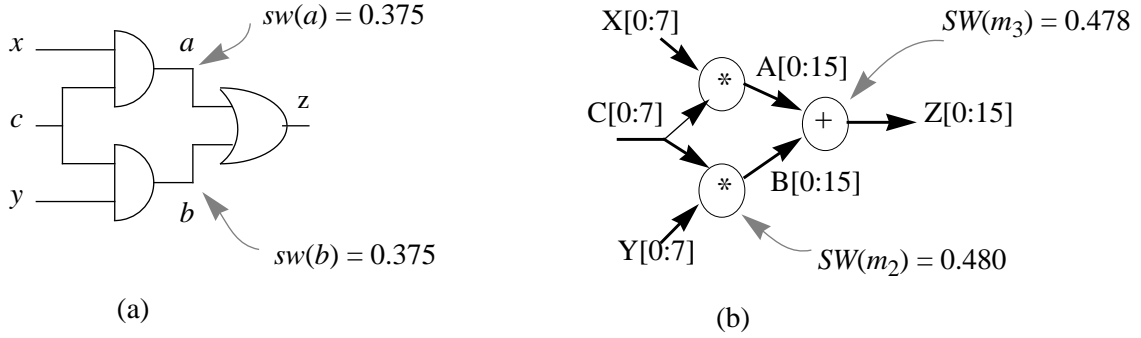 sw(a) = 0.375
x
a
c
z
y
b
sw(b) = 0.375
(a)
X[0:7]
SW(m3) = 0.478
A[0:15]
*
C[0:7]
+
Z[0:15]
*
B[0:15]
Y[0:7]
SW(m2) = 0.480
(b)